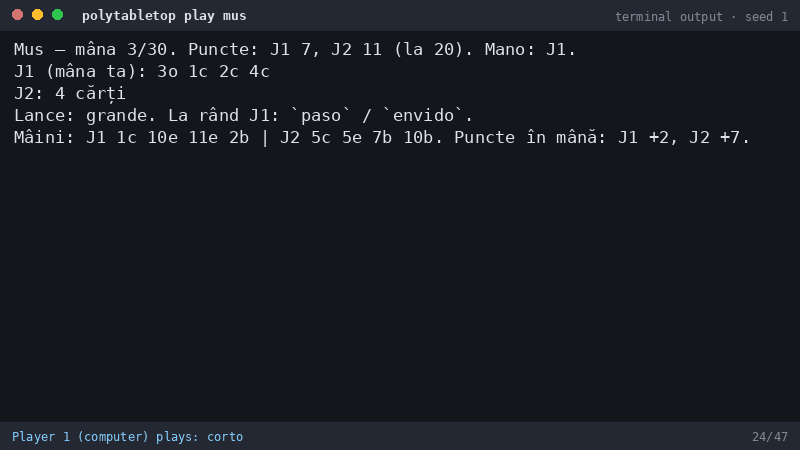 polytabletop play mus
terminal output · seed 1
Mus — mâna 3/30. Puncte: J1 7, J2 11 (la 20). Mano: J1.
J1 (mâna ta): 3o 1c 2c 4c
J2: 4 cărți
Lance: grande. La rând J1: `paso` / `envido`.
Mâini: J1 1c 10e 11e 2b | J2 5c 5e 7b 10b. Puncte în mână: J1 +2, J2 +7.
Player 1 (computer) plays: corto
24/47